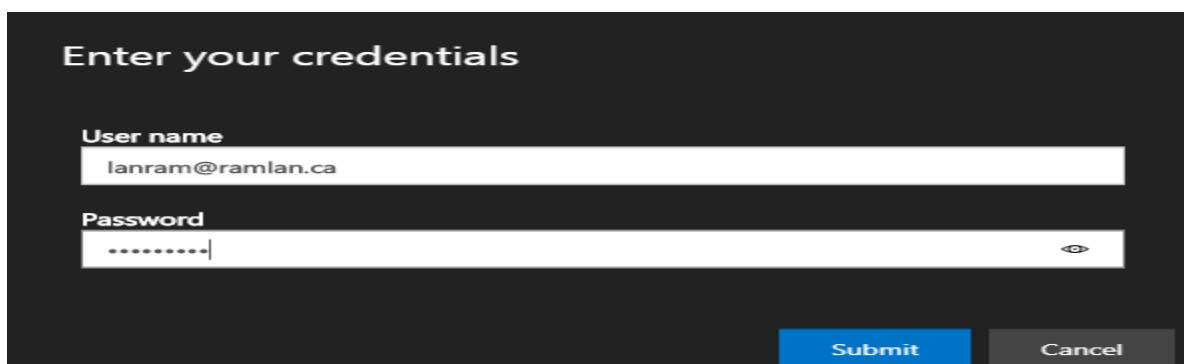 Enter your credentials
User name
lanram@ramlan.ca
Password
•••••••••
Submit Cancel